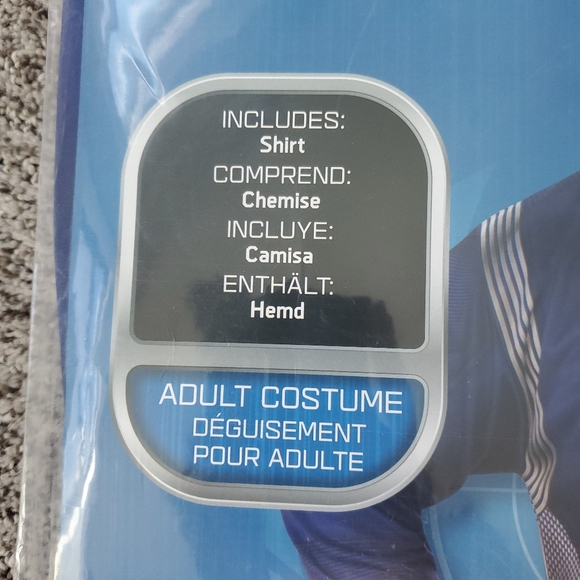 INCLUDES:
Shirt
COMPREND:
Chemise
INCLUYE:
Camisa
ENTHÄLT:
Hemd
ADULT COSTUME
DÉGUISEMENT
POUR ADULTE